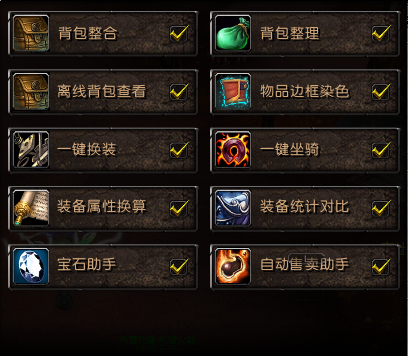 背包整合 背包整理
离线背包查看 物品边框染色
一键换装 一键坐骑
装备属性换算 装备统计对比
宝石助手 自动售卖助手